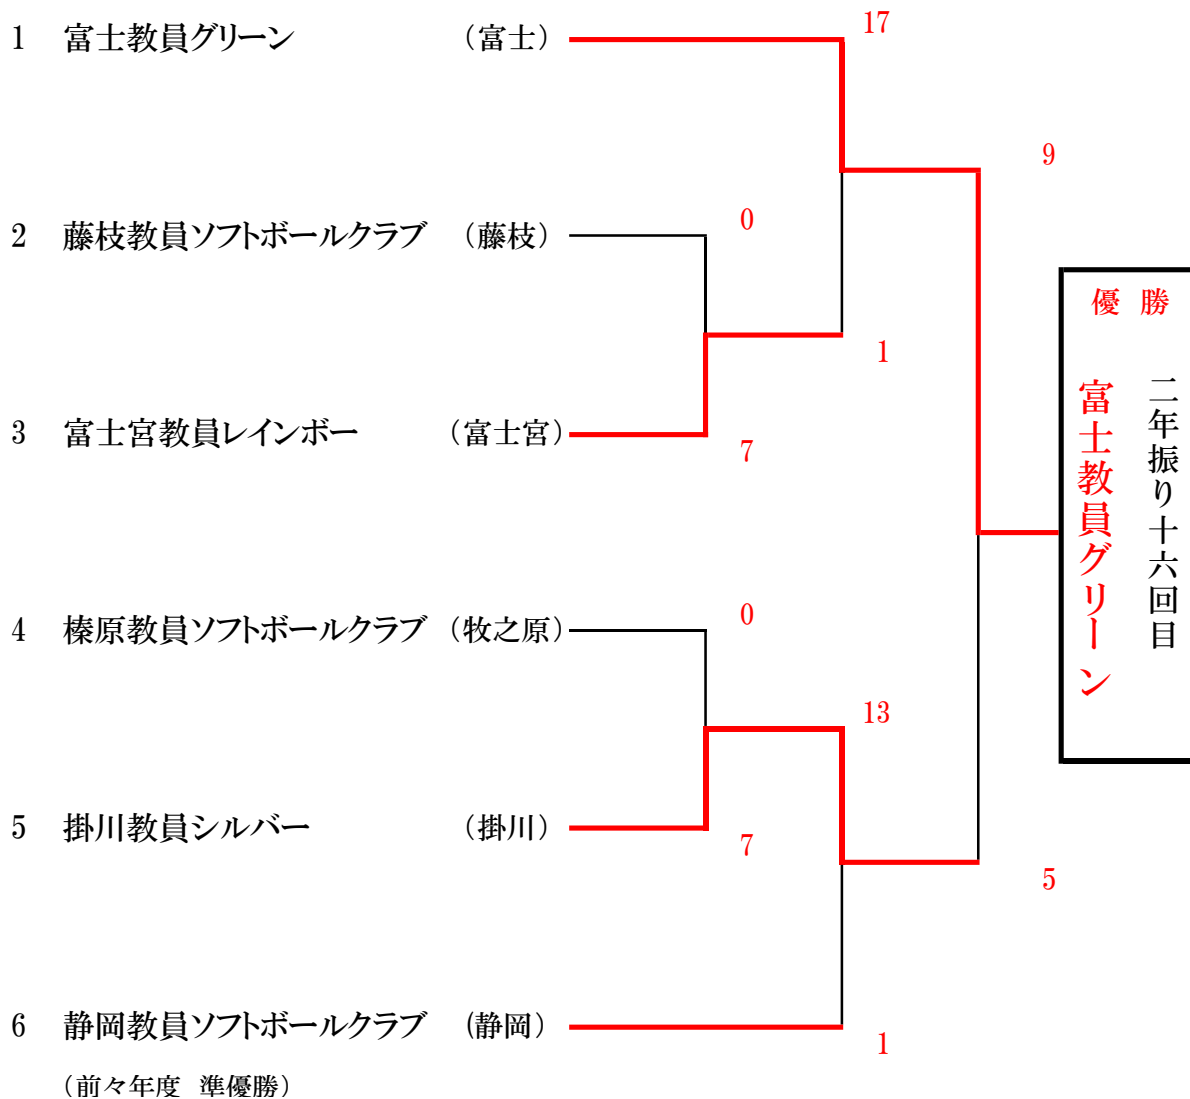 1 富士教員グリーン (富士)
17
9
2 藤枝教員ソフトボールクラブ (藤枝)
0
1
3 富士宮教員レインボー (富士宮)
7
4 榛原教員ソフトボールクラブ (牧之原)
0
13
5 掛川教員シルバー (掛川)
7
5
6 静岡教員ソフトボールクラブ (静岡)
1
(前々年度 準優勝)
優 勝
二年振り十六回目
富士教員グリーン